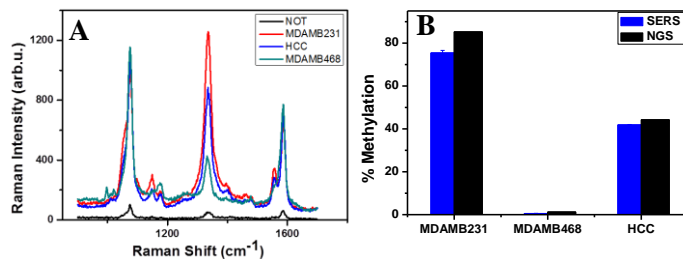 A
NOT
MDAMB231
HCC
MDAMB468
Raman Intensity (arb.u.)
1200
800
400
0
1200
1600
Raman Shift (cm⁻¹)
B
SERS
NGS
% Methylation
80
60
40
20
0
MDAMB231
MDAMB468
HCC